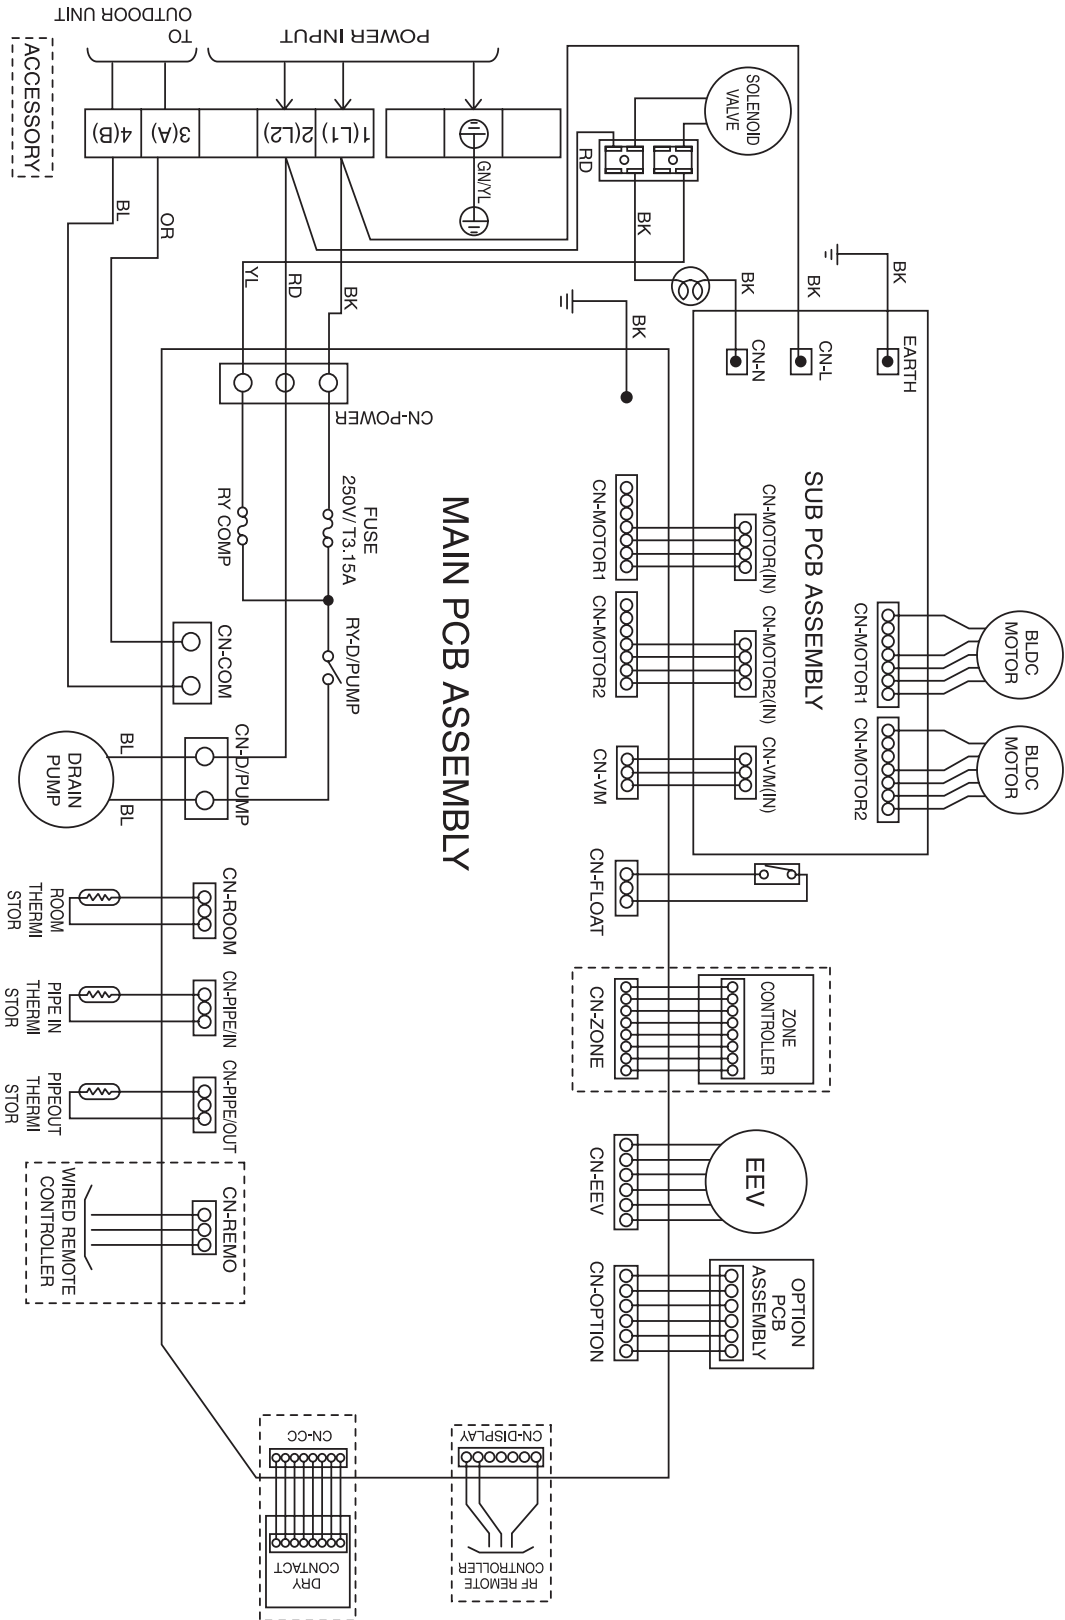 ACCESSORY
TO
OUTDOOR UNIT
POWER INPUT
4(B)
3(A)
2(L2)
1(L1)
GN/YL
BL
OR
YL
RD
BK
RD
SOLENOID
VALVE
BK
BK
BK
BK
BK
CN-POWER
CN-N
CN-L
EARTH
SUB PCB ASSEMBLY
MAIN PCB ASSEMBLY
FUSE
250V/ T3.15A
RY COMP
RY-D/PUMP
CN-COM
CN-D/PUMP
BL
BL
DRAIN
PUMP
CN-MOTOR1
CN-MOTOR(IN)
CN-MOTOR2
CN-MOTOR2(IN)
CN-VM
CN-VM(IN)
CN-MOTOR1
BLDC
MOTOR
CN-MOTOR2
BLDC
MOTOR
CN-FLOAT
CN-ROOM
ROOM
THERMI
STOR
CN-PIPE/IN
PIPE IN
THERMI
STOR
CN-PIPE/OUT
PIPEOUT
THERMI
STOR
CN-REMO
WIRED REMOTE
CONTROLLER
CN-ZONE
ZONE
CONTROLLER
CN-EEV
EEV
CN-OPTION
OPTION
PCB
ASSEMBLY
CN-CC
DRY
CONTACT
CN-DISPLAY
RF REMOTE
CONTROLLER